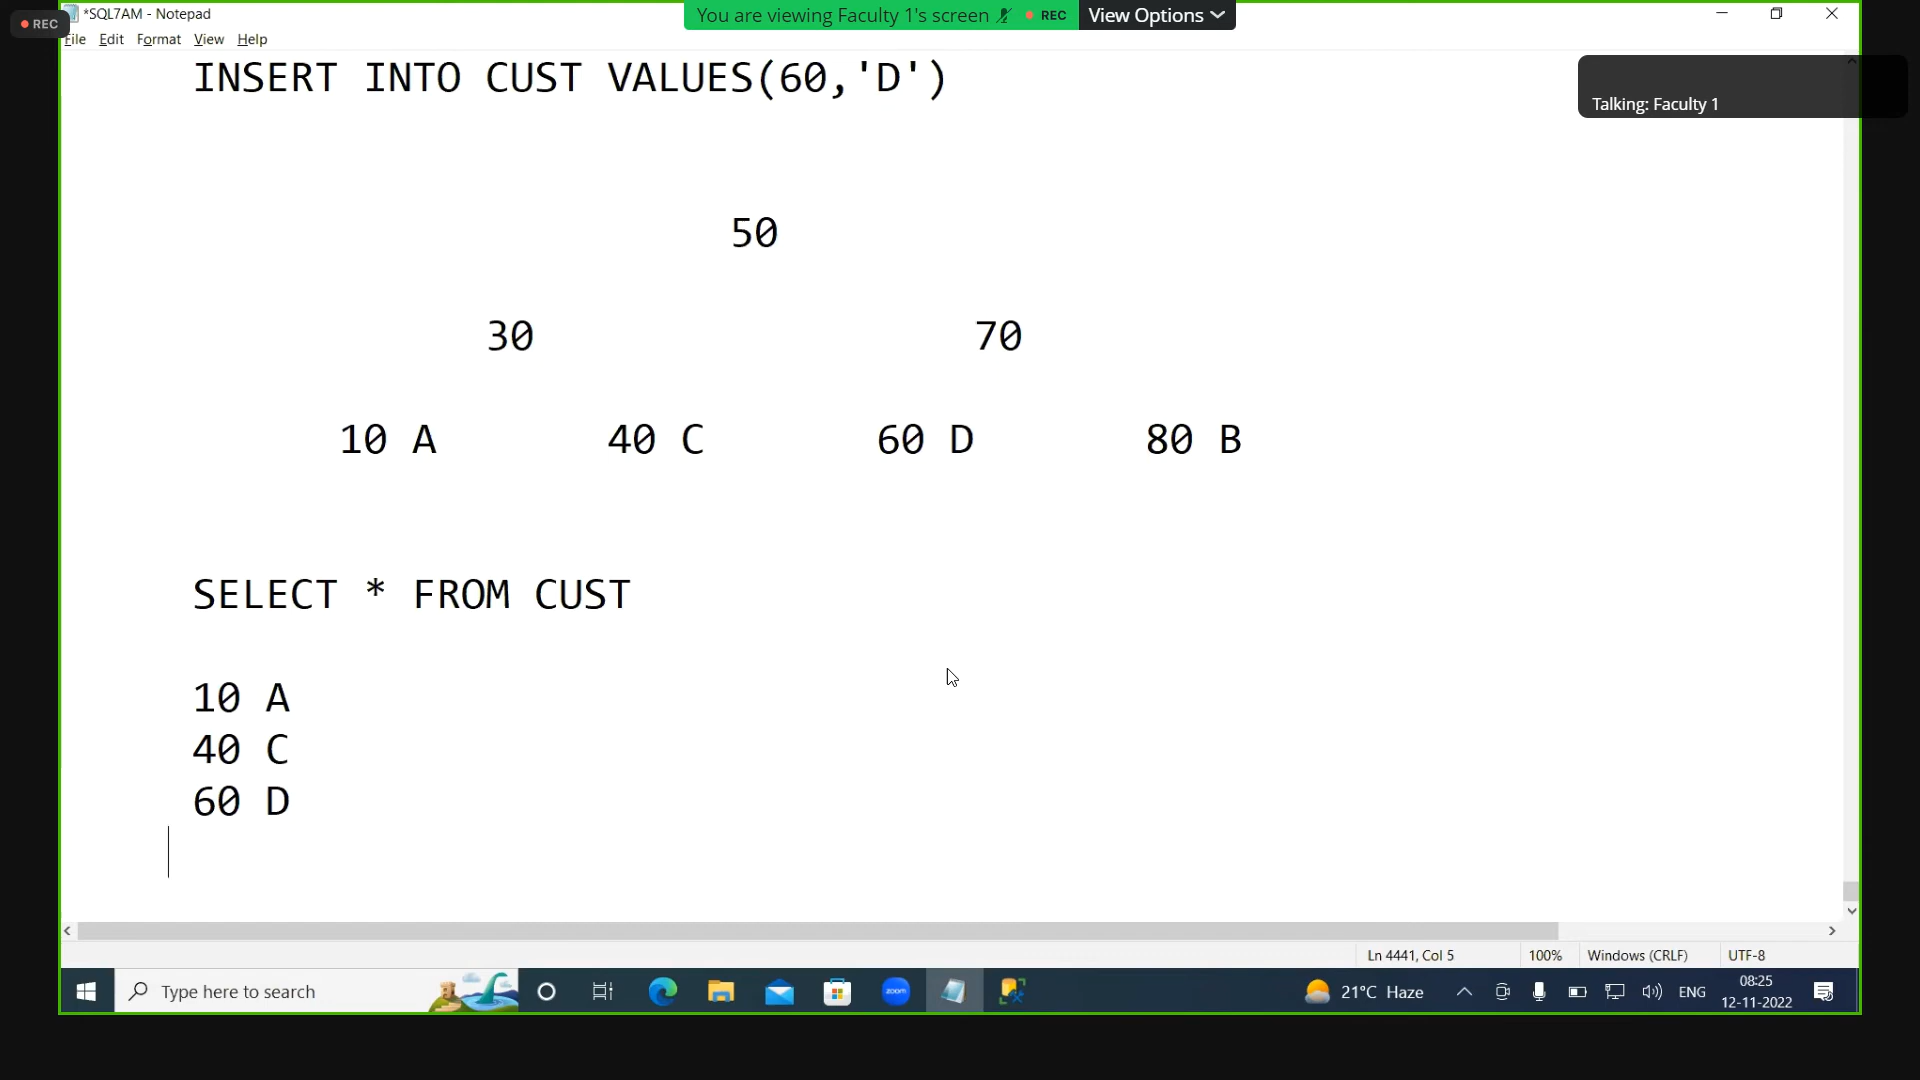 REC
*SQL7AM - Notepad
You are viewing Faculty 1's screen
REC
View Options
File Edit Format View Help
INSERT INTO CUST VALUES(60,'D')
Talking: Faculty 1
50
30 70
10 A 40 C 60 D 80 B
SELECT * FROM CUST
10 A
40 C
60 D
Ln 4441, Col 5 100% Windows (CRLF) UTF-8
Type here to search
zoom
21°C Haze
ENG
08:25
12-11-2022